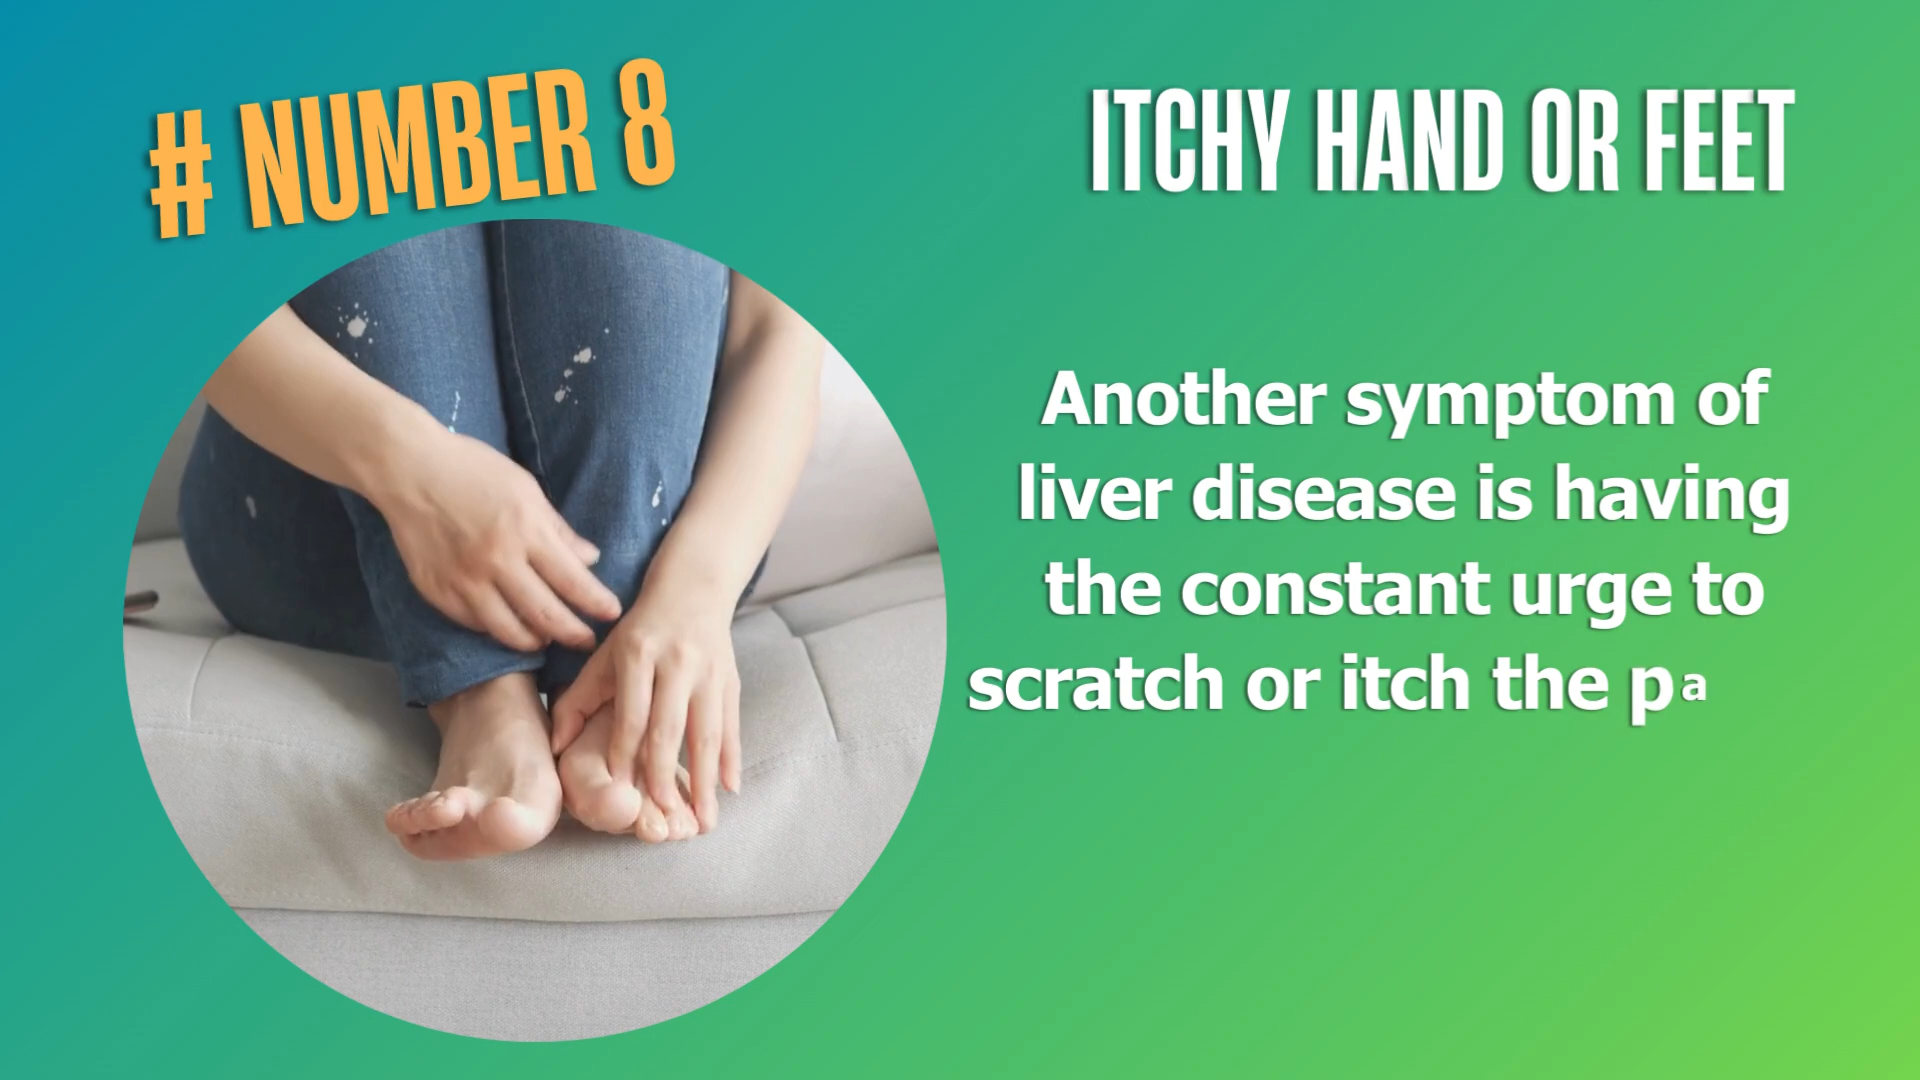 # NUMBER 8
ITCHY HAND OR FEET
Another symptom of
liver disease is having
the constant urge to
scratch or itch the pa